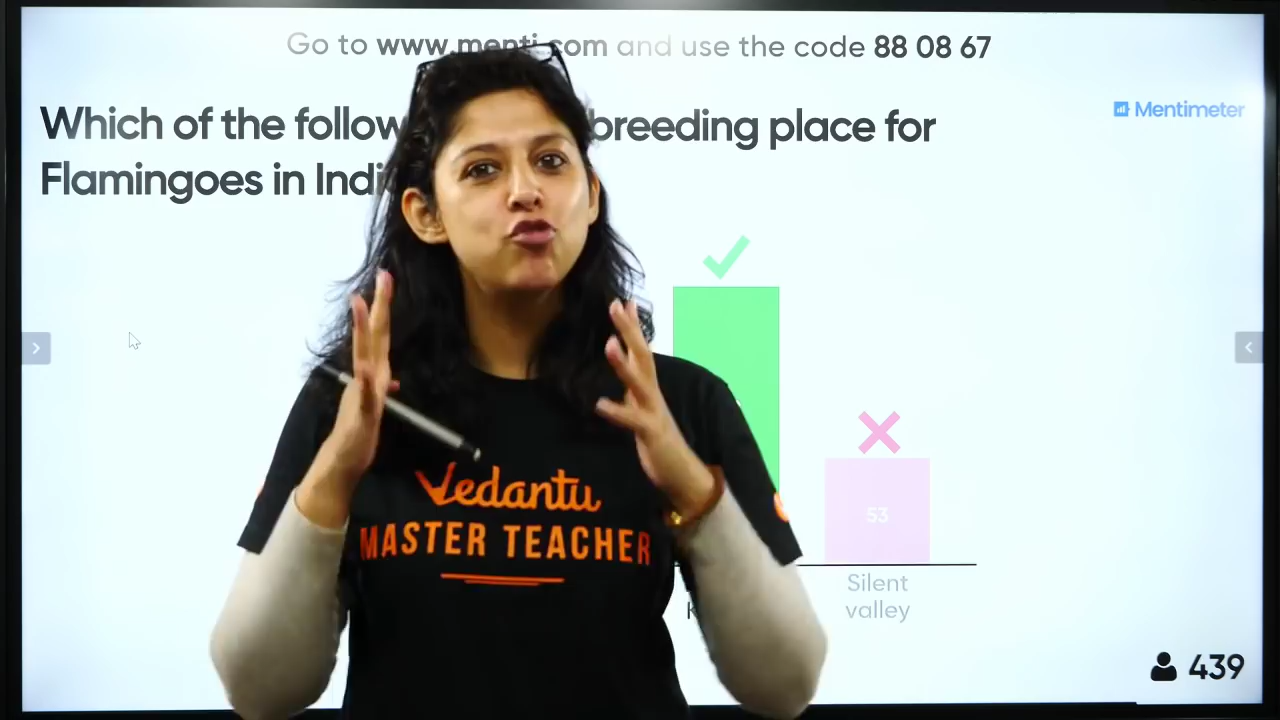 Go to www.menti.com and use the code 88 08 67
Mentimeter
Which of the follow breeding place for
Flamingoes in Indi
53
K
Silent
valley
Vedantu
MASTER TEACHER
439